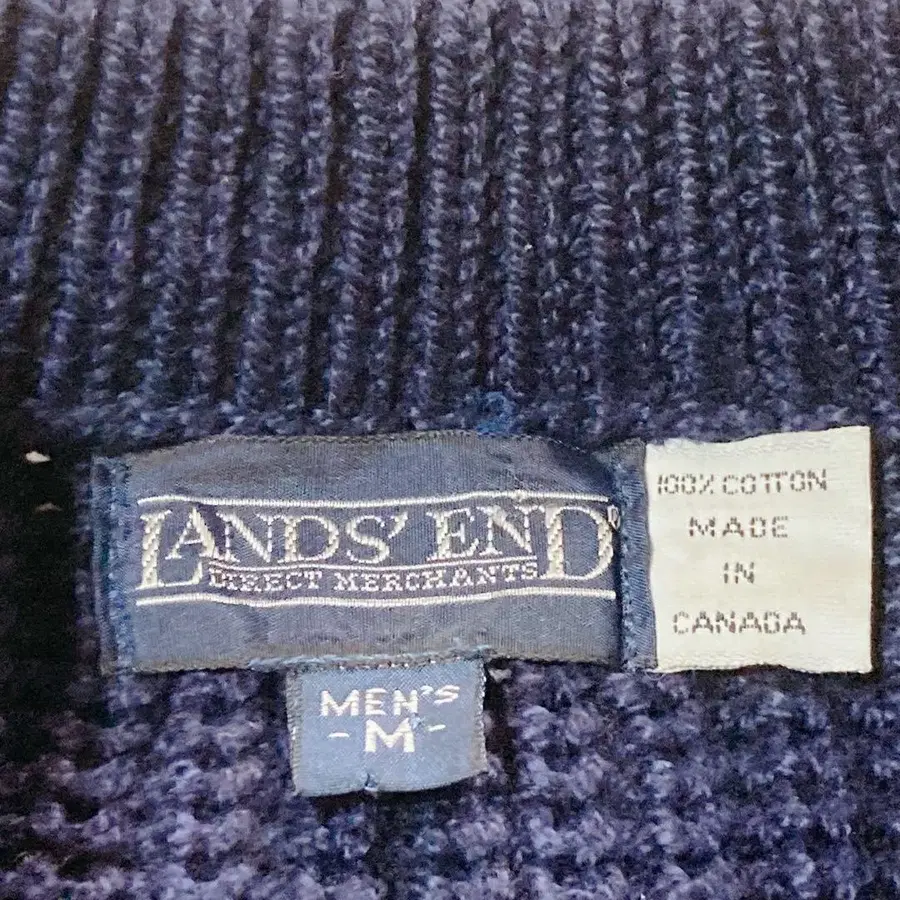 LANDS' END
DIRECT MERCHANTS
MEN'S
-M-
100% COTTON
MADE
IN
CANADA